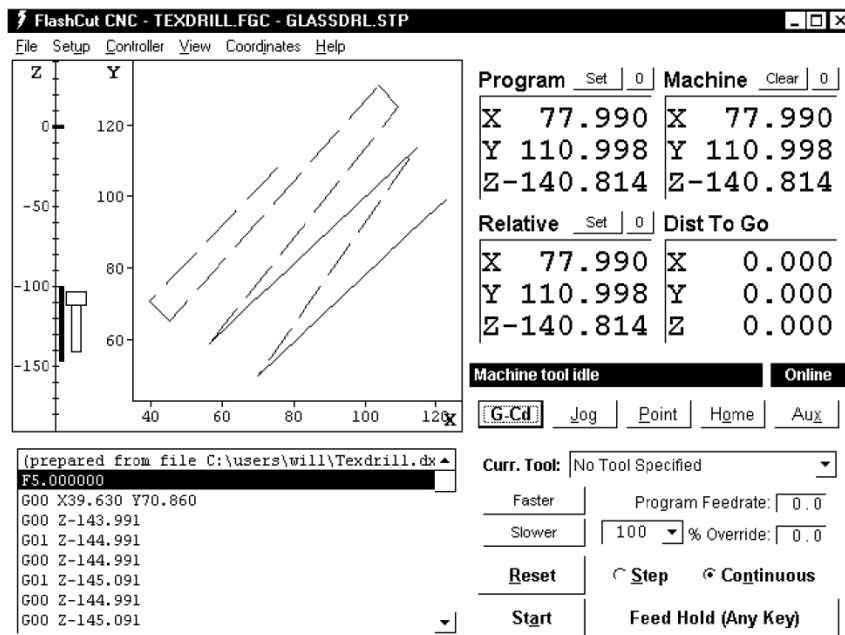 FlashCut CNC - TEXDRILL.FGC - GLASSDRL.STP
File Setup Controller View Coordinates Help
Z Y
0
-50
-100
-150
120
100
80
60
40 60 80 100 120 X
Program Set 0
X 77.990
Y 110.998
Z-140.814
Machine Clear 0
X 77.990
Y 110.998
Z-140.814
Relative Set 0
X 77.990
Y 110.998
Z-140.814
Dist To Go
X 0.000
Y 0.000
Z 0.000
Machine tool idle Online
G-Cd Jog Point Home Aux
(prepared from file C:\users\will\Texdrill.dx
F5.000000
G00 X39.630 Y70.860
G00 Z-143.991
G01 Z-144.991
G00 Z-144.991
G01 Z-145.091
G00 Z-144.991
G00 Z-145.091
Curr. Tool: No Tool Specified
Faster Program Feedrate: 0.0
Slower 100 % Override: 0.0
Reset Step Continuous
Start Feed Hold (Any Key)